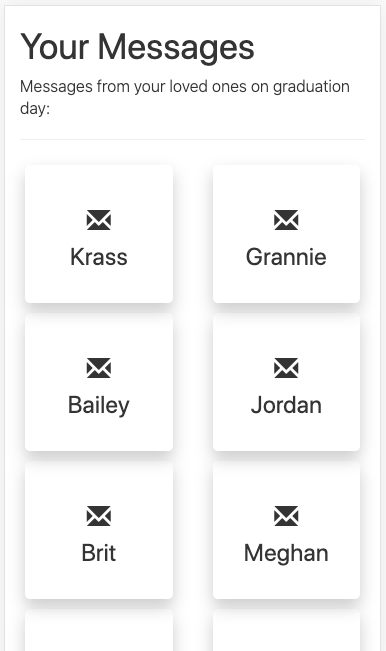 Your Messages
Messages from your loved ones on graduation
day:
Krass
Grannie
Bailey
Jordan
Brit
Meghan